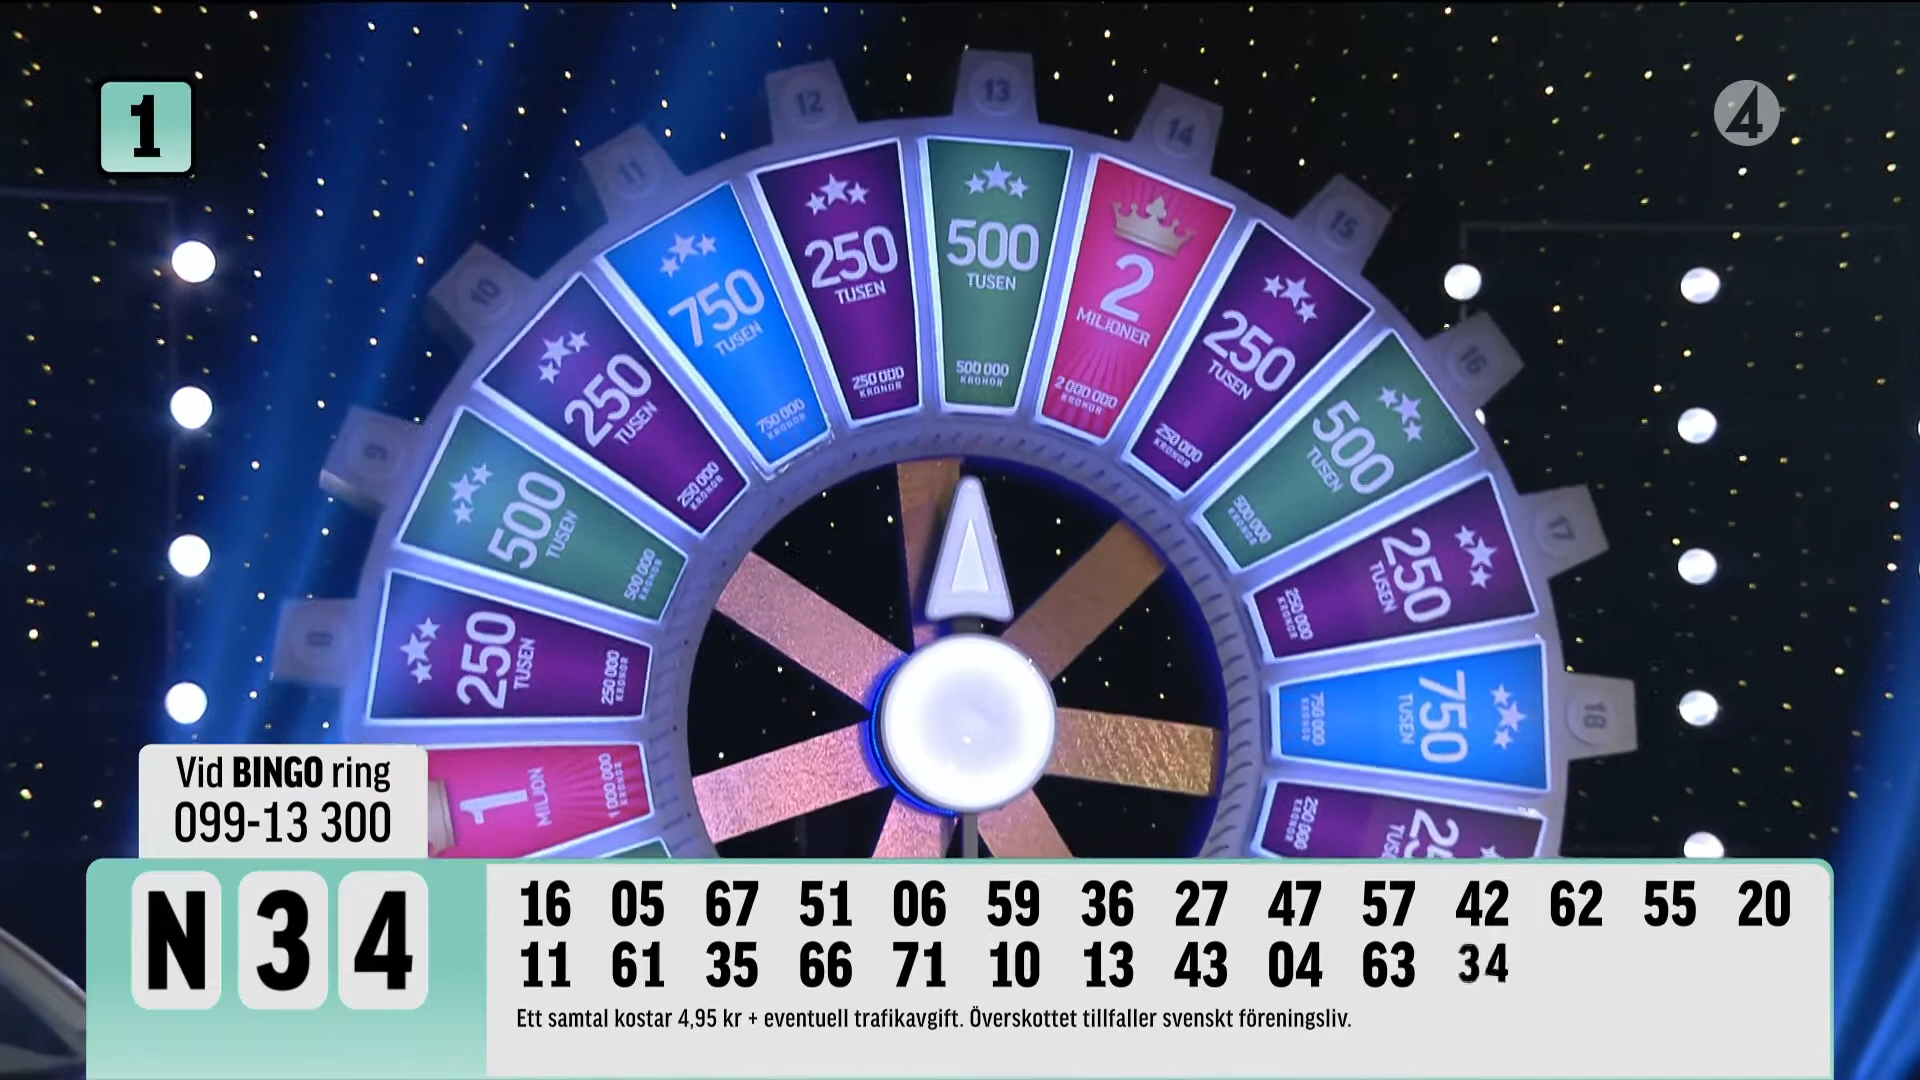 1
4
8
9
10
11
12
13
14
15
16
17
18
1
MILJON
1 000 000
KRONOR
250
TUSEN
250 000
KRONOR
500
TUSEN
500 000
KRONOR
250
TUSEN
250 000
KRONOR
750
TUSEN
750 000
KRONOR
250
TUSEN
250 000
KRONOR
500
TUSEN
500 000
KRONOR
2
MILJONER
2 000 000
KRONOR
250
TUSEN
250 000
KRONOR
500
TUSEN
500 000
KRONOR
250
TUSEN
250 000
KRONOR
750
TUSEN
750 000
KRONOR
250 000
KRONOR
Vid BINGO ring
099-13 300
N 3 4
16 05 67 51 06 59 36 27 47 57 42 62 55 20
11 61 35 66 71 10 13 43 04 63 34
Ett samtal kostar 4,95 kr + eventuell trafikavgift. Överskottet tillfaller svenskt föreningsliv.